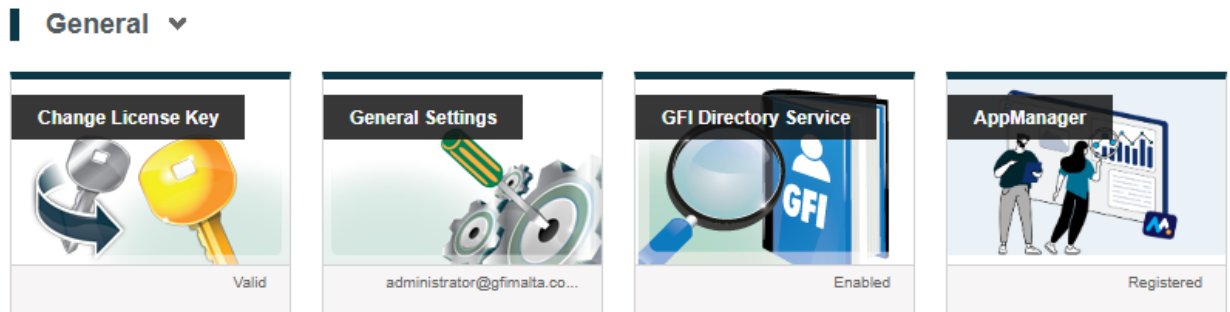 General
Change License Key
General Settings
GFI Directory Service
AppManager
GFI
Valid
administrator@gfimalta.co...
Enabled
Registered